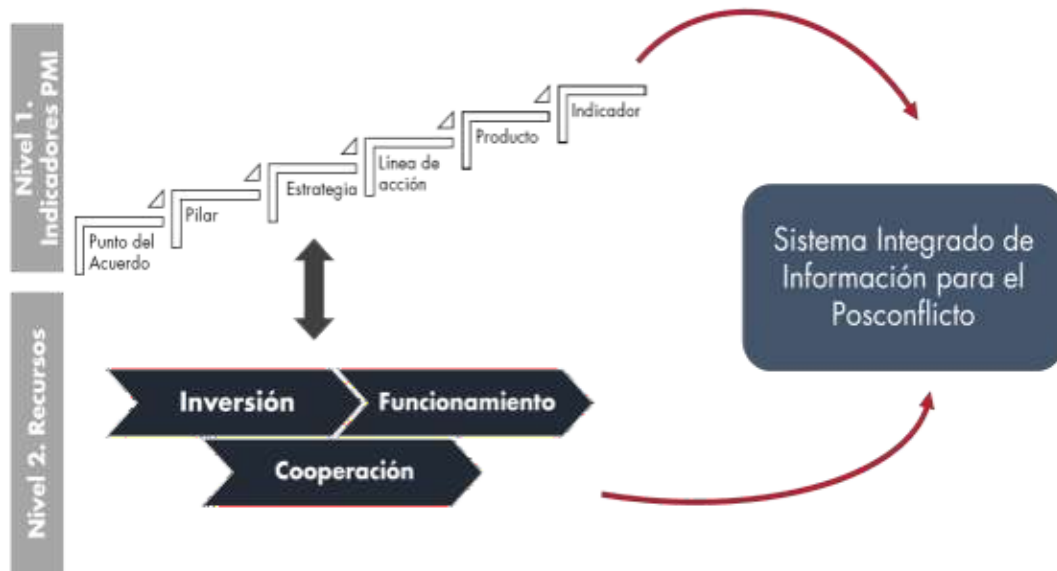 Nivel 1.
Indicadores PMI
Punto del
Acuerdo
Pilar
Estrategia
Línea de
acción
Producto
Indicador
Sistema Integrado de
Información para el
Posconflicto
Nivel 2. Recursos
Inversión
Funcionamiento
Cooperación